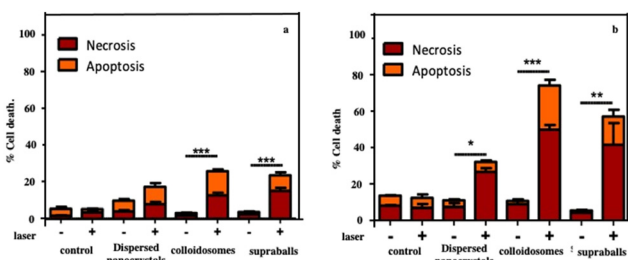 a
100
80
60
40
20
0
% Cell death.
Necrosis
Apoptosis
***
***
laser - + - + - + - +
control Dispersed colloidosomes supraballs
b
100
80
60
40
20
0
% Cell death
Necrosis
Apoptosis
*
***
**
laser - + - + - + - +
control Dispersed colloidosomes supraballs